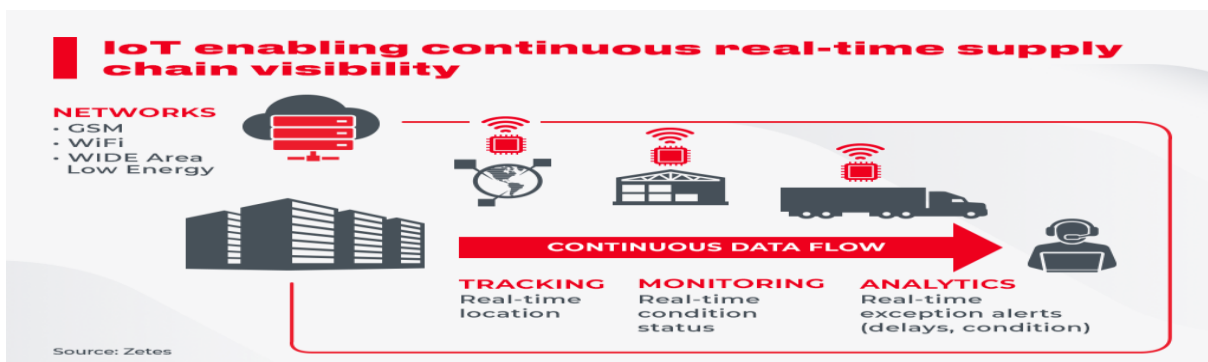 IoT enabling continuous real-time supply
chain visibility
NETWORKS
• GSM
• WiFi
• WIDE Area
Low Energy
CONTINUOUS DATA FLOW
TRACKING
Real-time
location
MONITORING
Real-time
condition
status
ANALYTICS
Real-time
exception alerts
(delays, condition)
Source: Zetes